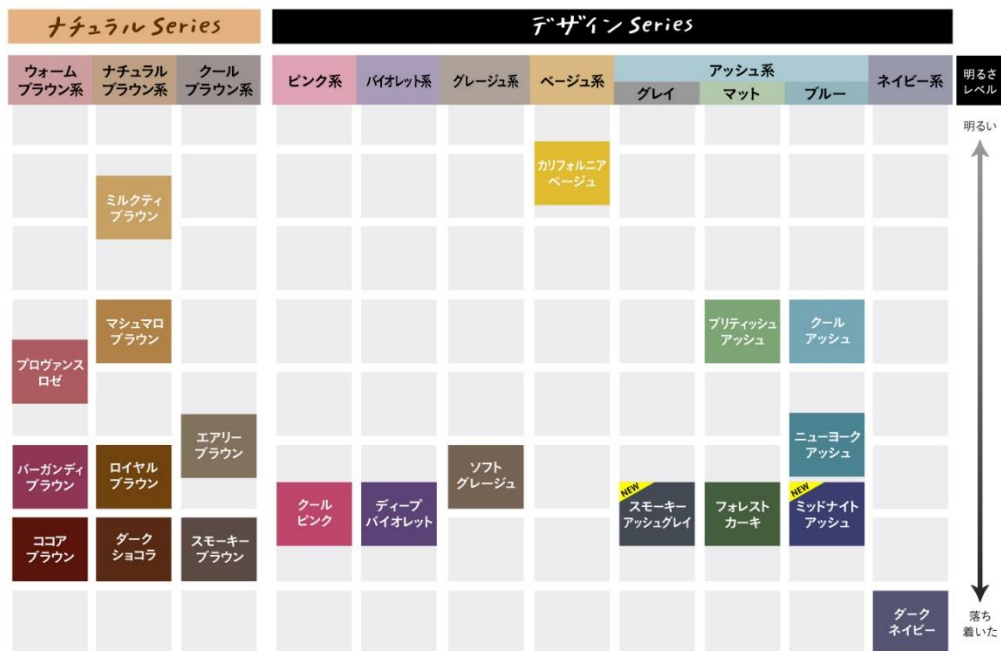 ナチュラル Series
デザイン Series
ウォーム
ブラウン系
ナチュラル
ブラウン系
クール
ブラウン系
ピンク系
バイオレット系
グレージュ系
ベージュ系
アッシュ系
グレイ
マット
ブルー
ネイビー系
明るさ
レベル
明るい
カリフォルニア
ベージュ
ミルクティ
ブラウン
マシュマロ
ブラウン
ブリティッシュ
アッシュ
クール
アッシュ
プロヴァンス
ロゼ
エアリー
ブラウン
ニューヨーク
アッシュ
バーガンディ
ブラウン
ロイヤル
ブラウン
ソフト
グレージュ
クール
ピンク
ディープ
バイオレット
NEW
スモーキー
アッシュグレイ
フォレスト
カーキ
NEW
ミッドナイト
アッシュ
ココア
ブラウン
ダーク
ショコラ
スモーキー
ブラウン
ダーク
ネイビー
落ち
着いた